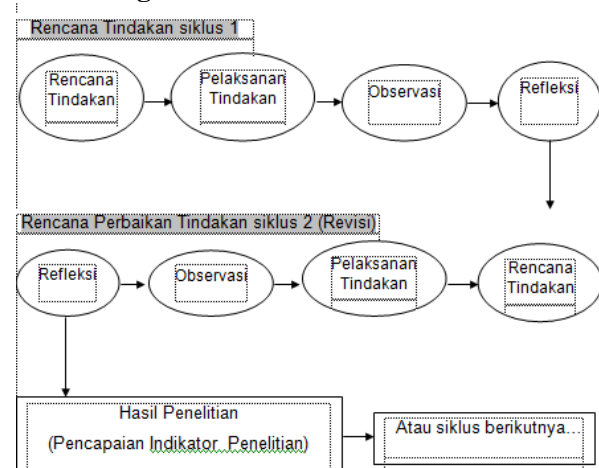 Rencana Tindakan siklus 1
Rencana
Tindakan
Pelaksanan
Tindakan
Observasi
Refleksi
Rencana Perbaikan Tindakan siklus 2 (Revisi)
Refleksi
Observasi
Pelaksanan
Tindakan
Rencana
Tindakan
Hasil Penelitian
(Pencapaian Indikator Penelitian)
Atau siklus berikutnya...